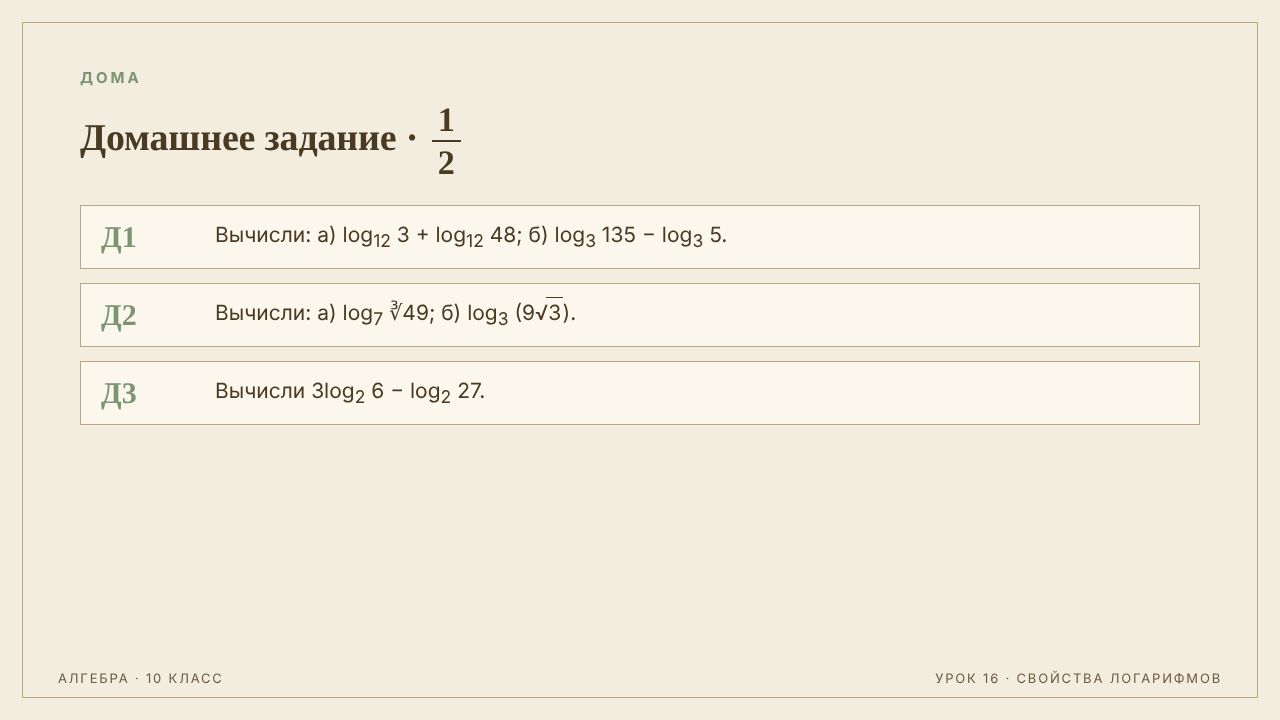 ДОМА
Домашнее задание · 1/2
Д1 Вычисли: а) log₁₂ 3 + log₁₂ 48; б) log₃ 135 − log₃ 5.
Д2 Вычисли: а) log₇ ∛49; б) log₃ (9√3).
Д3 Вычисли 3log₂ 6 − log₂ 27.
АЛГЕБРА · 10 КЛАСС
УРОК 16 · СВОЙСТВА ЛОГАРИФМОВ